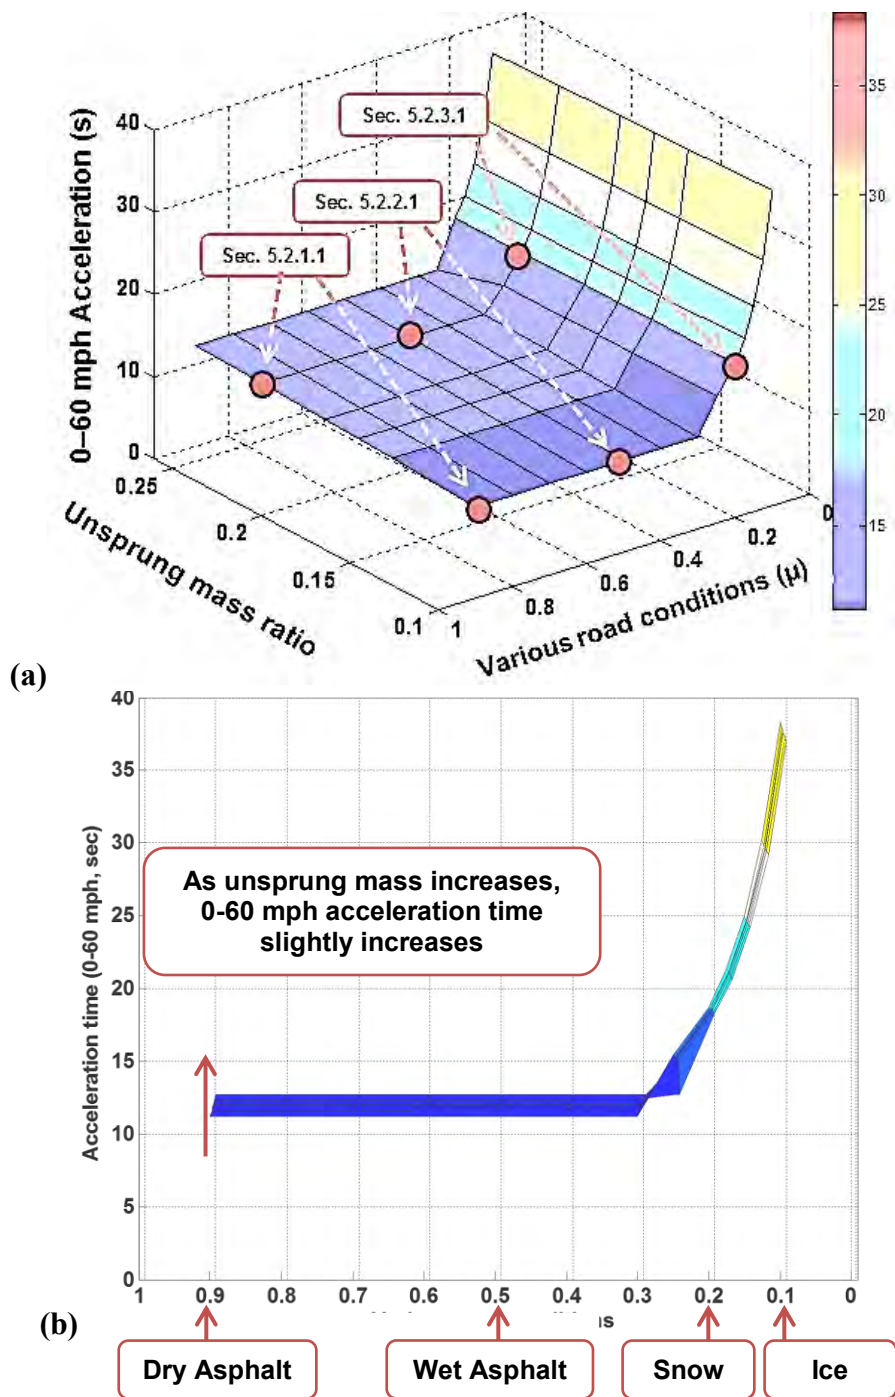 0–60 mph Acceleration (s)
40
30
20
10
0
Sec. 5.2.3.1
Sec. 5.2.2.1
Sec. 5.2.1.1
0.25
0.2
0.15
0.1
Unsprung mass ratio
1
0.8
0.6
0.4
0.2
0
Various road conditions (µ)
35
30
25
20
15
(a)
40
35
30
25
20
15
10
5
0
Acceleration time (0-60 mph, sec)
As unsprung mass increases,
0-60 mph acceleration time
slightly increases
1 0.9 0.8 0.7 0.6 0.5 0.4 0.3 0.2 0.1 0
(b)
Dry Asphalt Wet Asphalt Snow Ice